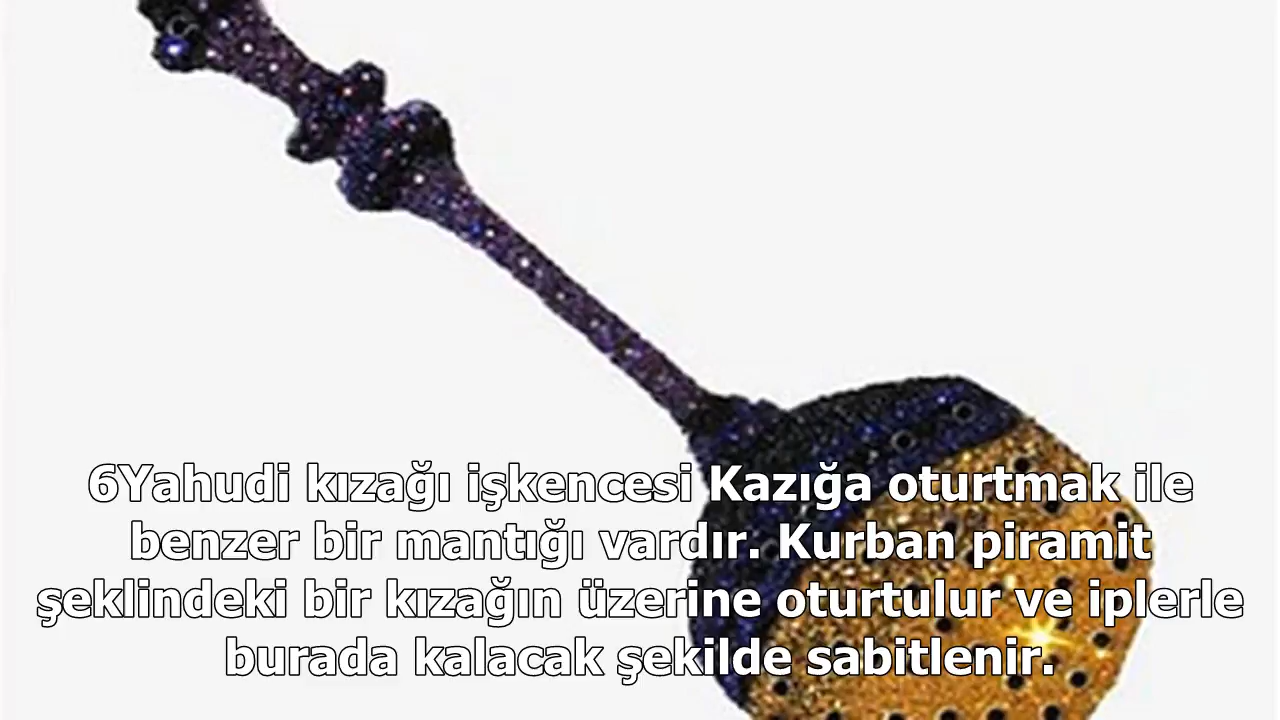 6Yahudi kızağı işkencesi Kazığa oturtmak ile
benzer bir mantığı vardır. Kurban piramit
şeklindeki bir kızağın üzerine oturtulur ve iplerle
burada kalacak şekilde sabitlenir.